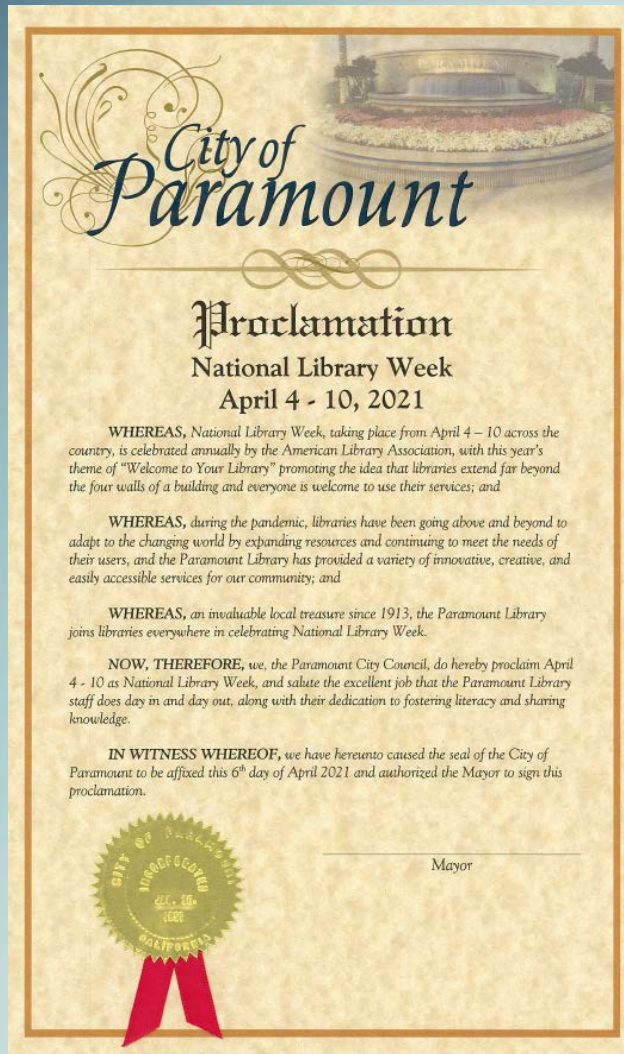 PARAMOUNT
City of
Paramount
Proclamation
National Library Week
April 4 - 10, 2021
WHEREAS, National Library Week, taking place from April 4 – 10 across the
country, is celebrated annually by the American Library Association, with this year's
theme of “Welcome to Your Library” promoting the idea that libraries extend far beyond
the four walls of a building and everyone is welcome to use their services; and
WHEREAS, during the pandemic, libraries have been going above and beyond to
adapt to the changing world by expanding resources and continuing to meet the needs of
their users, and the Paramount Library has provided a variety of innovative, creative, and
easily accessible services for our community; and
WHEREAS, an invaluable local treasure since 1913, the Paramount Library
joins libraries everywhere in celebrating National Library Week.
NOW, THEREFORE, we, the Paramount City Council, do hereby proclaim April
4 - 10 as National Library Week, and salute the excellent job that the Paramount Library
staff does day in and day out, along with their dedication to fostering literacy and sharing
knowledge.
IN WITNESS WHEREOF, we have hereunto caused the seal of the City of
Paramount to be affixed this 6th day of April 2021 and authorized the Mayor to sign this
proclamation.
Mayor
CITY OF PARAMOUNT
INCORPORATED
CALIFORNIA